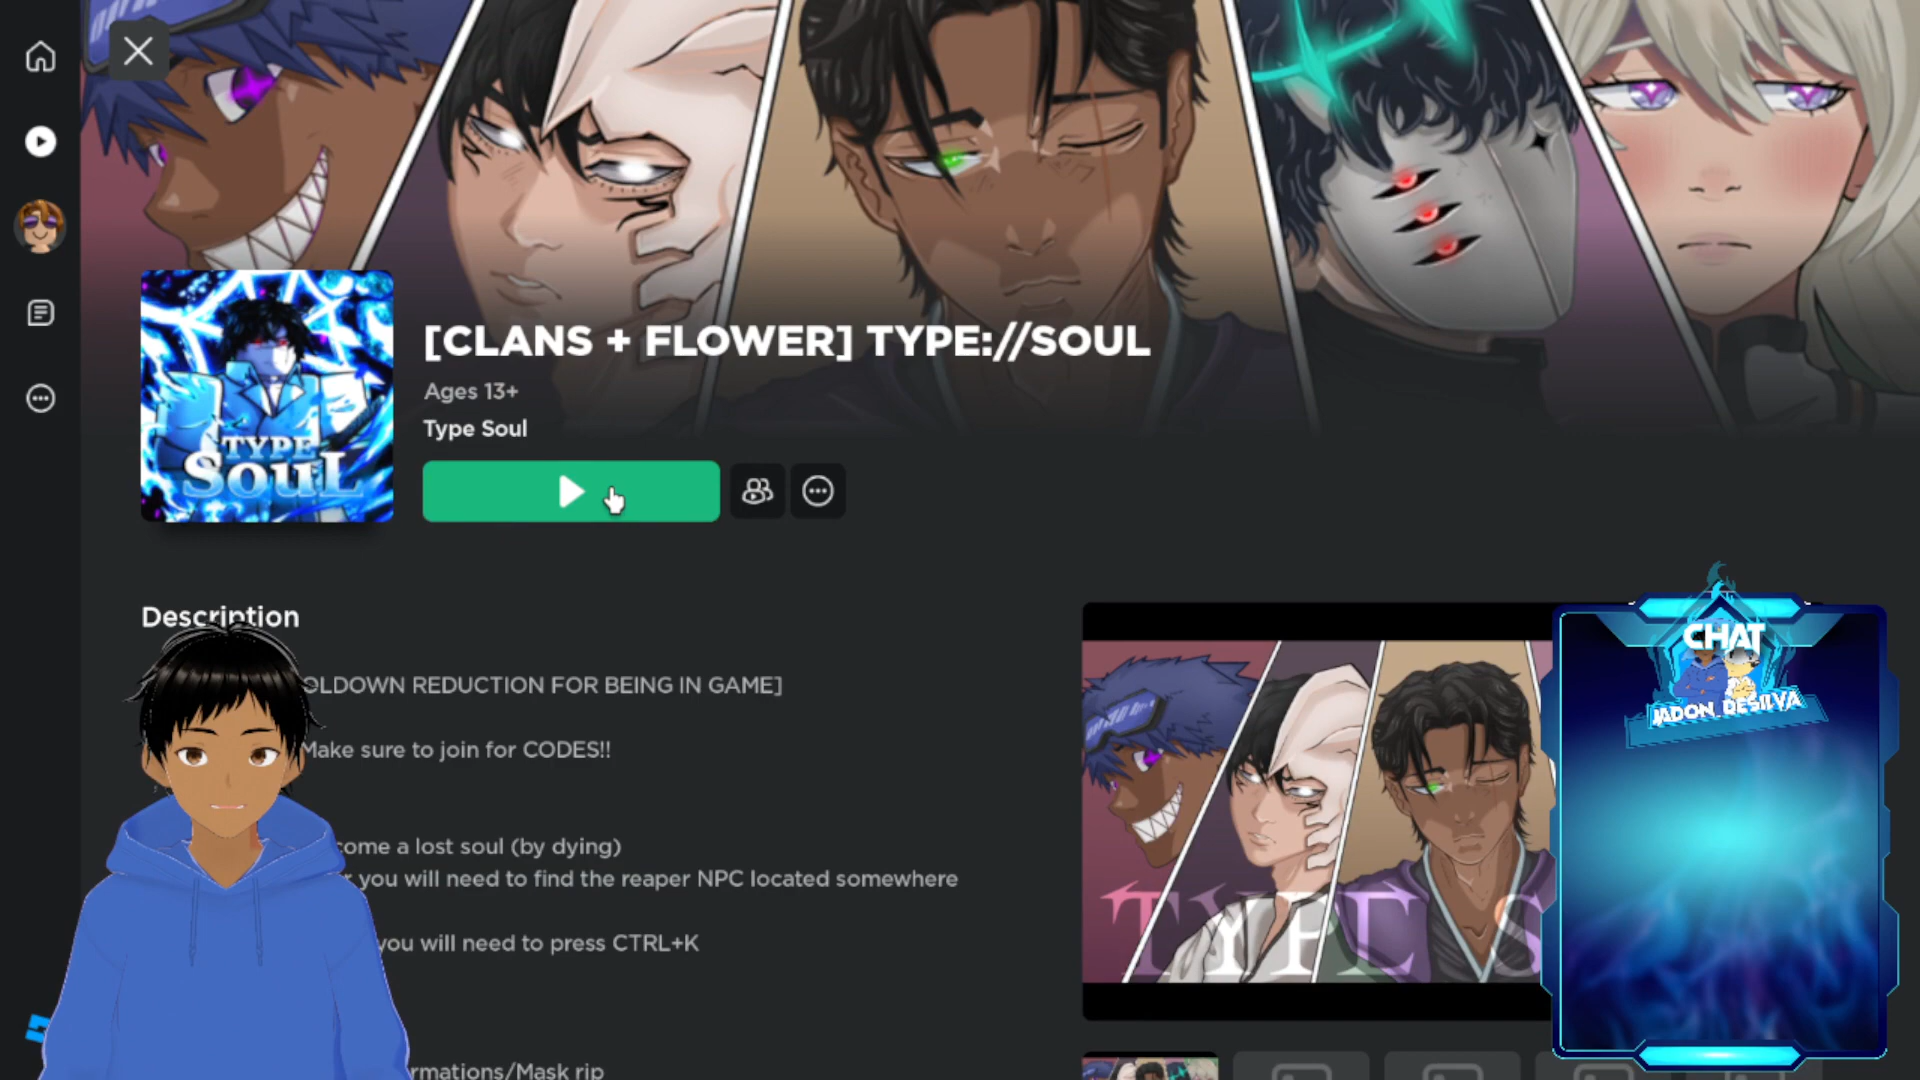 [CLANS + FLOWER] TYPE://SOUL
Ages 13+
Type Soul
TYPE
SOUL
Description
OLDOWN REDUCTION FOR BEING IN GAME]
Make sure to join for CODES!!
come a lost soul (by dying)
you will need to find the reaper NPC located somewhere
you will need to press CTRL+K
rmations/Mask rip
TYPE S
CHAT
JADON_DESILVA